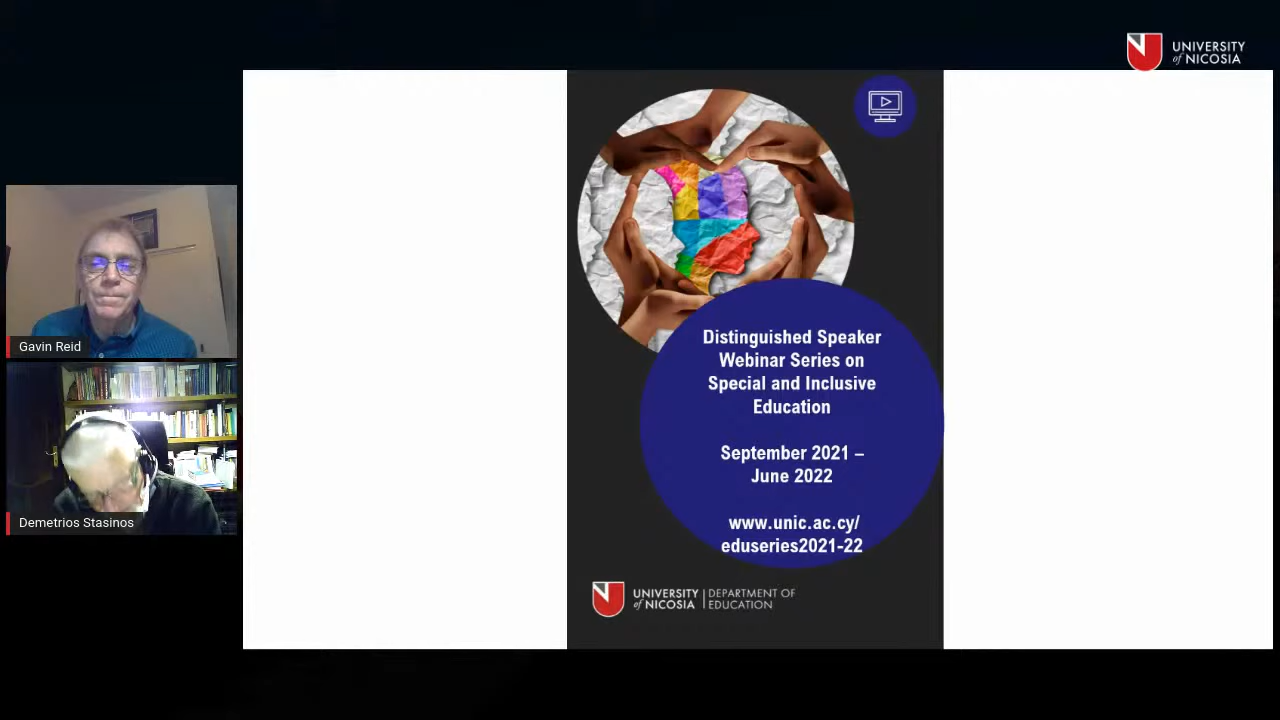 UNIVERSITY
of NICOSIA
Gavin Reid
Demetrios Stasinos
Distinguished Speaker
Webinar Series on
Special and Inclusive
Education
September 2021 –
June 2022
www.unic.ac.cy/
eduseries2021-22
UNIVERSITY
of NICOSIA
DEPARTMENT OF
EDUCATION